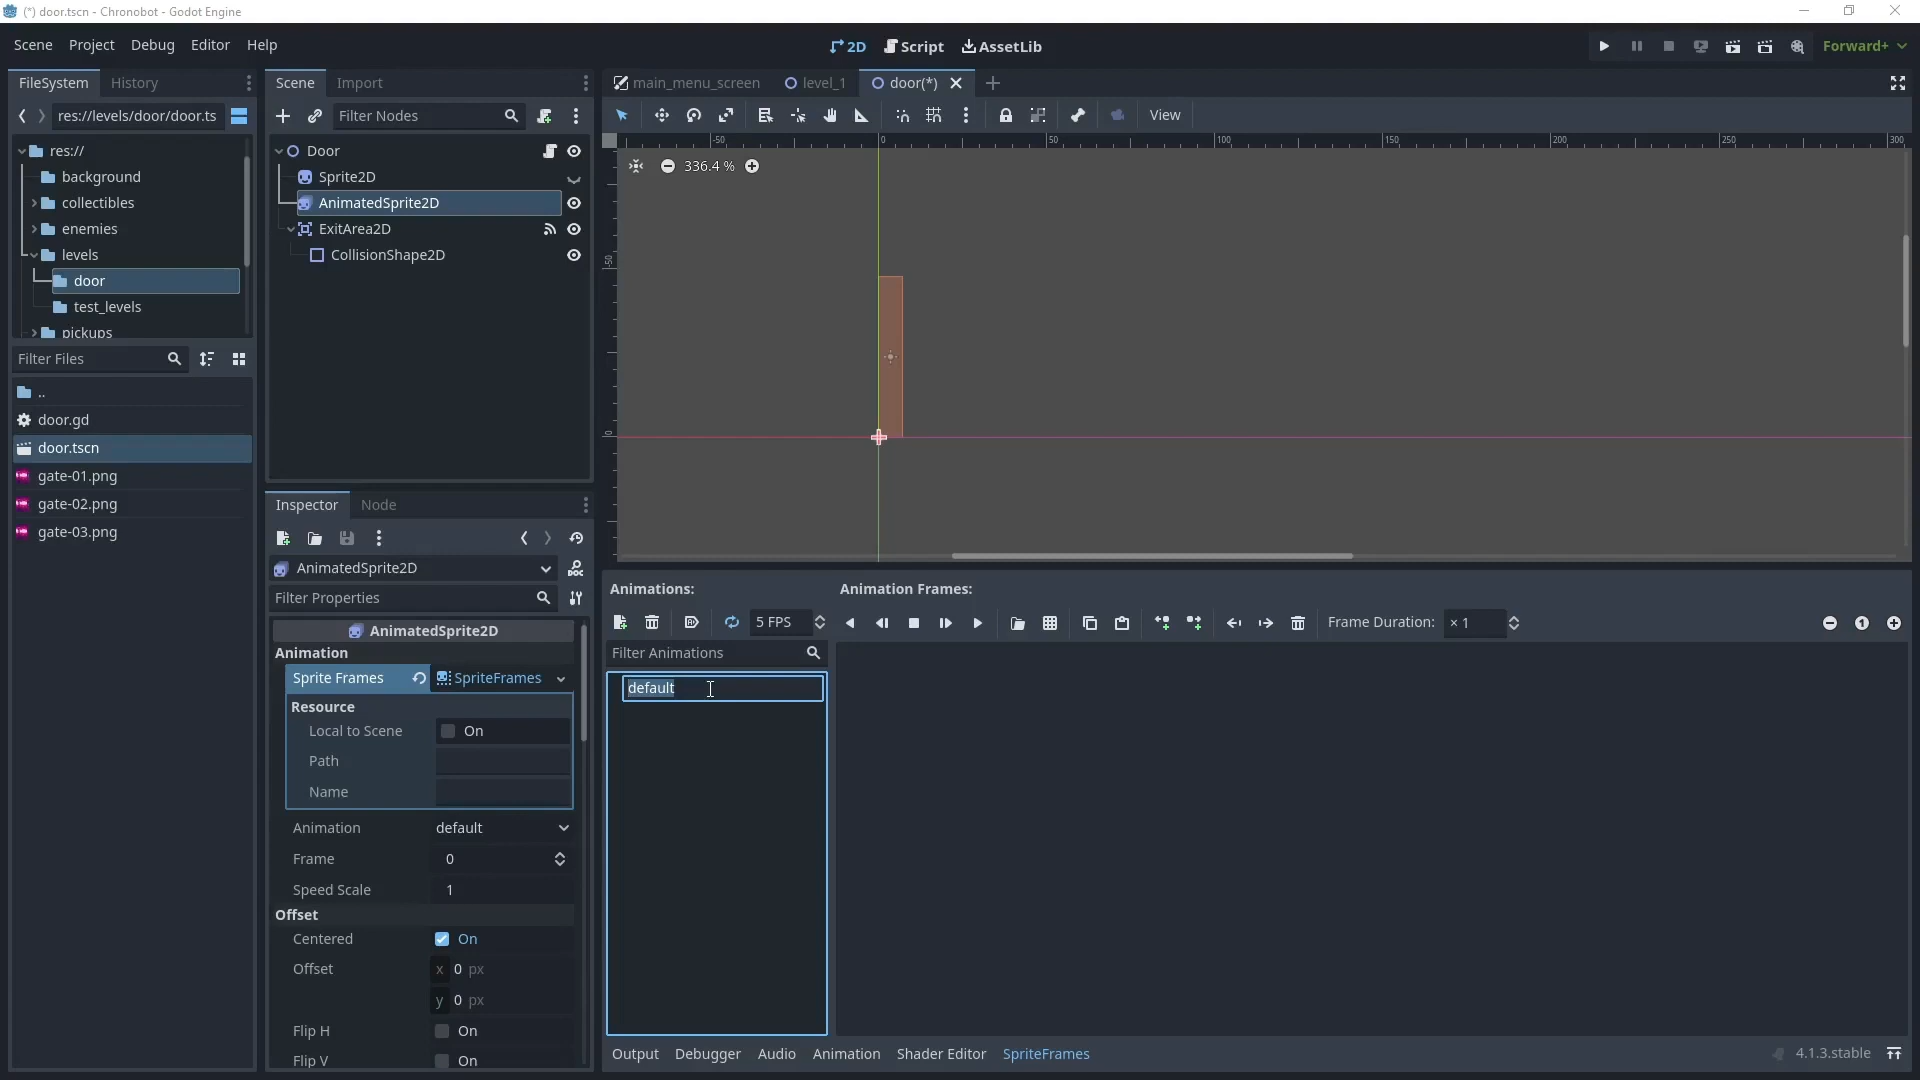 (*) door.tscn - Chronobot - Godot Engine
Scene Project Debug Editor Help
2D Script AssetLib
Forward+
FileSystem History
Scene Import
main_menu_screen level_1 door(*)
res://levels/door/door.ts
Filter Nodes
View
res://
background
collectibles
enemies
levels
door
test_levels
pickups
Door
Sprite2D
AnimatedSprite2D
ExitArea2D
CollisionShape2D
-50 0 50 100 150 200 250 300
336.4 %
-50
0
Filter Files
..
door.gd
door.tscn
gate-01.png
gate-02.png
gate-03.png
Inspector Node
AnimatedSprite2D
Filter Properties
AnimatedSprite2D
Animation
Sprite Frames SpriteFrames
Resource
Local to Scene On
Path
Name
Animation default
Frame 0
Speed Scale 1
Offset
Centered On
Offset x 0 px
y 0 px
Flip H On
Flip V On
Animations: Animation Frames:
5 FPS Frame Duration: × 1
Filter Animations
default
Output Debugger Audio Animation Shader Editor SpriteFrames
4.1.3.stable